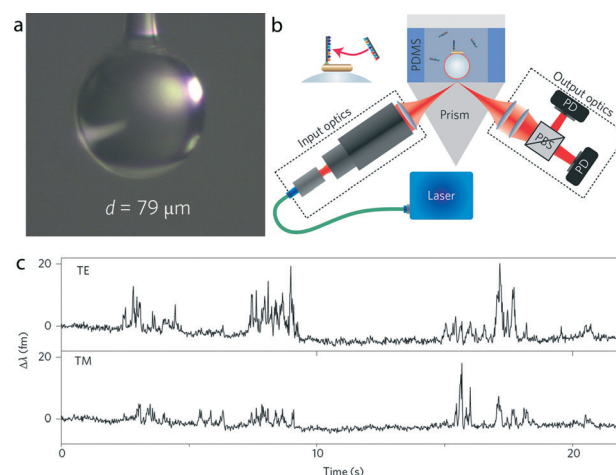 a
d = 79 μm
b
PDMS
Output optics
PD
PBS
PD
Input optics
Prism
Laser
c
20
TE
0
Δλ (fm)
20
TM
0
0
10
20
Time (s)